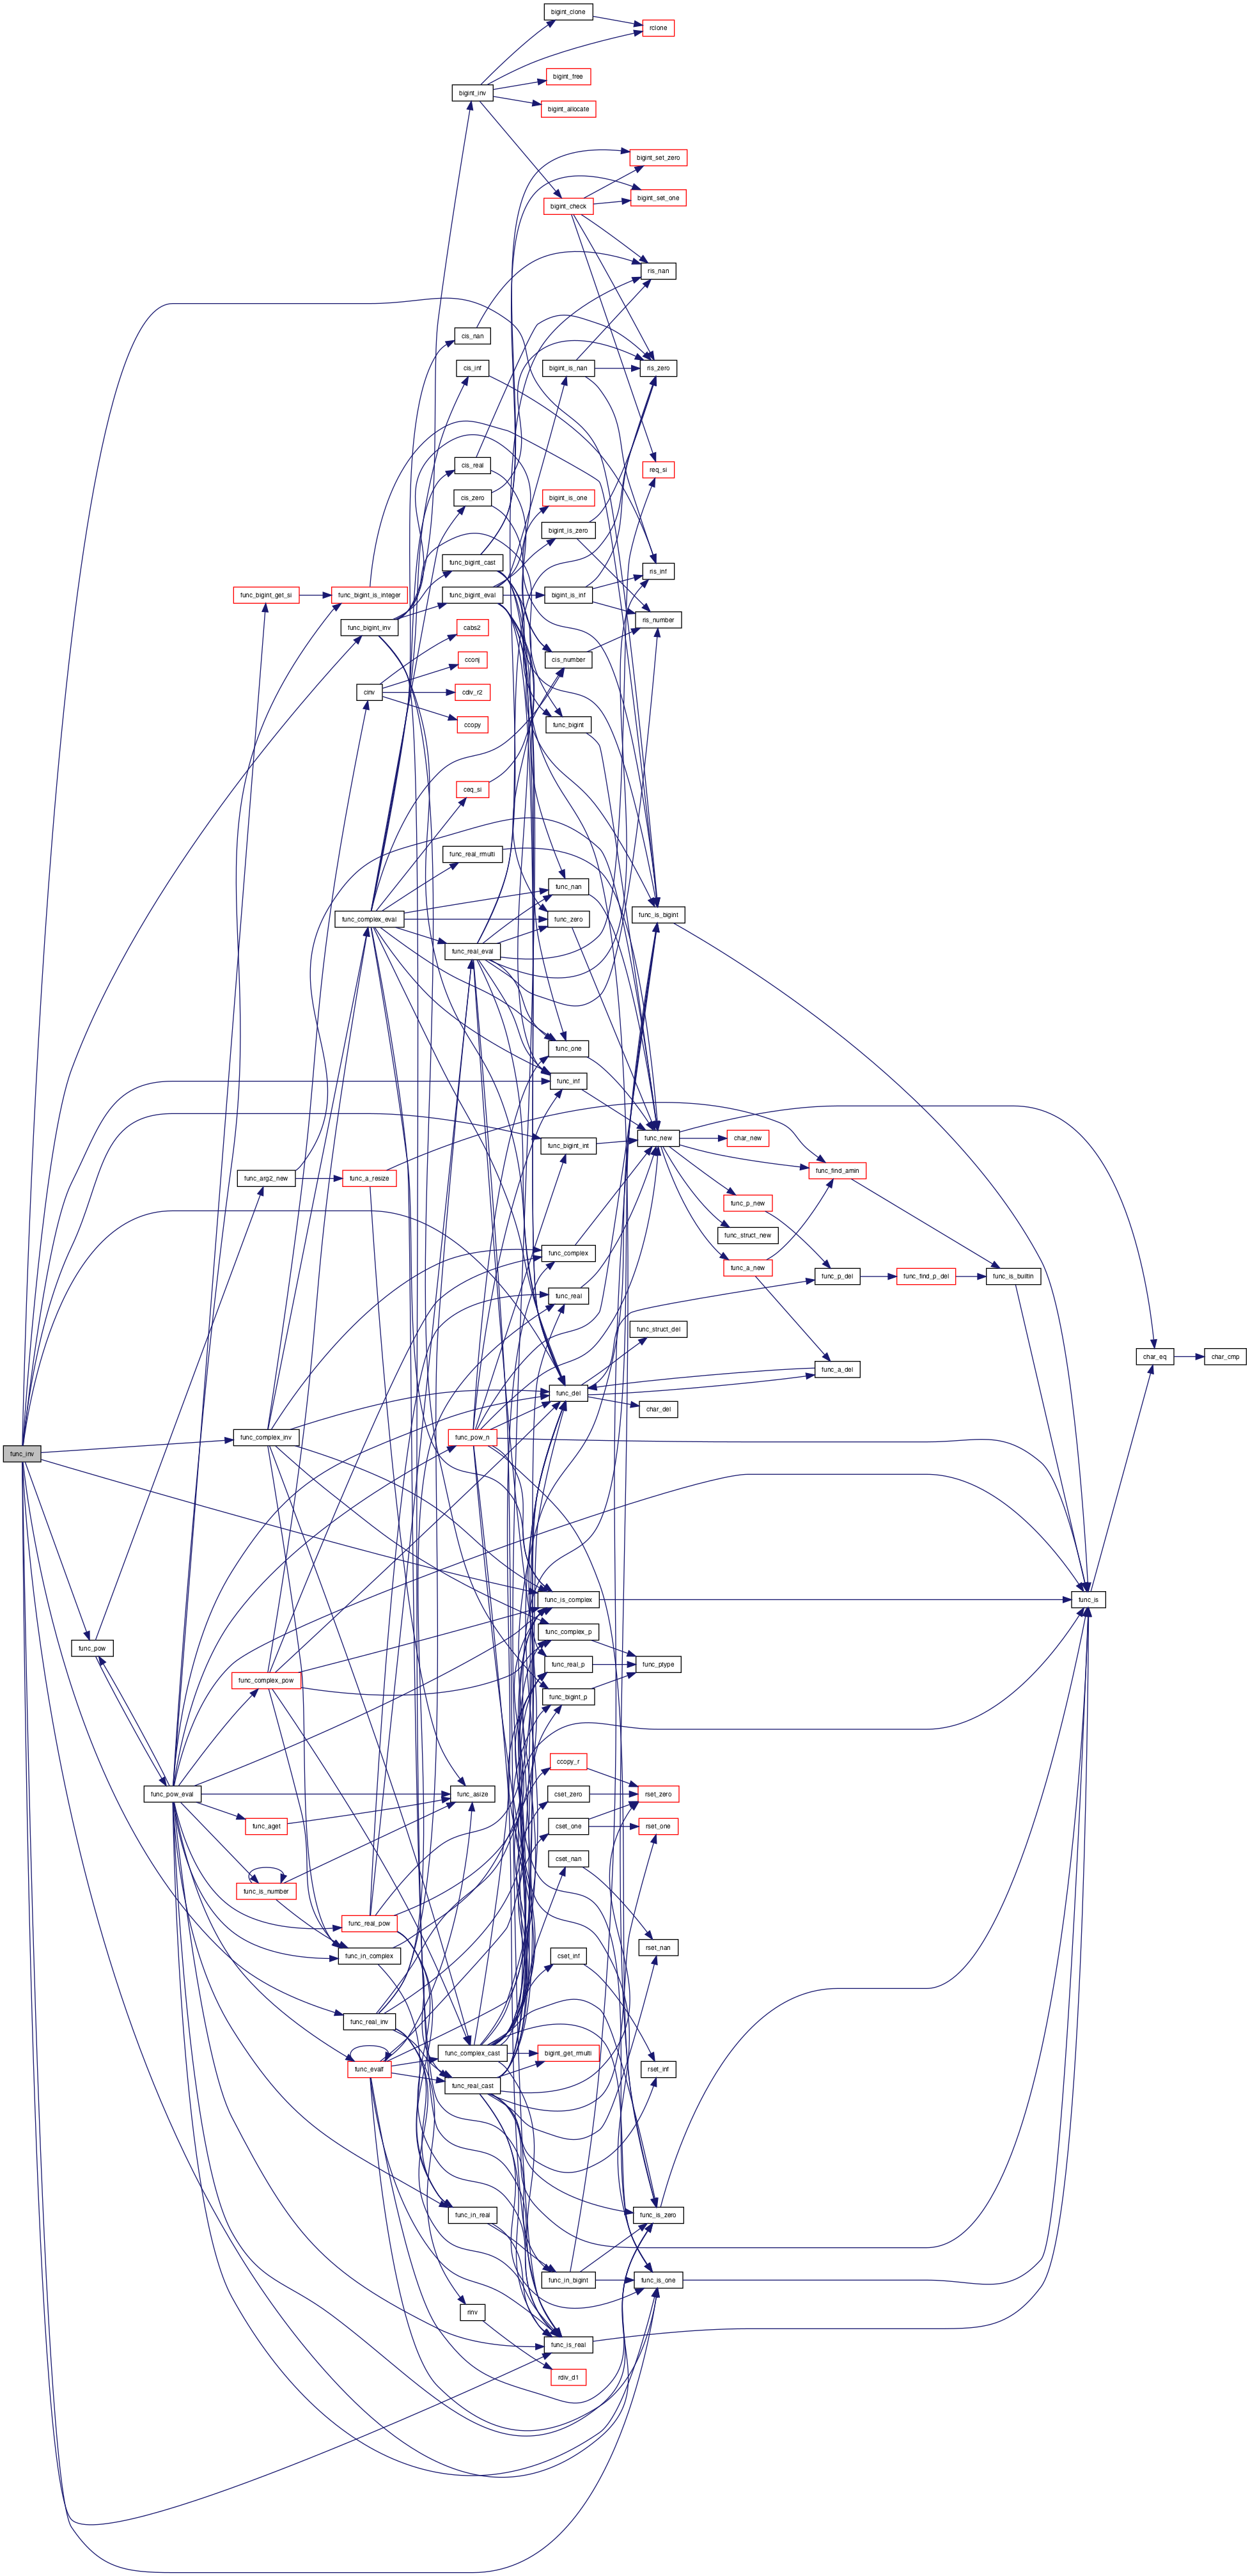 bigint_clone
rclone
bigint_free
bigint_inv
bigint_allocate
bigint_set_zero
bigint_set_one
bigint_check
ris_nan
cis_nan
cis_inf
bigint_is_nan
ris_zero
cis_real
req_si
cis_zero
bigint_is_one
bigint_is_zero
func_bigint_cast
ris_inf
func_bigint_get_si
func_bigint_is_integer
func_bigint_eval
bigint_is_inf
ris_number
func_bigint_inv
cabs2
cconj
cis_number
cinv
cdiv_r2
ccopy
func_bigint
ceq_si
func_real_rmulti
func_nan
func_complex_eval
func_zero
func_is_bigint
func_real_eval
func_one
func_inf
func_bigint_int
func_new
char_new
func_find_amin
func_arg2_new
func_a_resize
func_p_new
func_struct_new
func_complex
func_a_new
func_p_del
func_find_p_del
func_is_builtin
func_real
func_struct_del
char_eq
char_cmp
func_a_del
func_del
char_del
func_inv
func_complex_inv
func_pow_n
func_is_complex
func_is
func_complex_p
func_pow
func_real_p
func_ptype
func_complex_pow
func_bigint_p
ccopy_r
func_pow_eval
func_asize
cset_zero
rset_zero
func_aget
cset_one
rset_one
cset_nan
func_is_number
func_real_pow
rset_nan
func_in_complex
cset_inf
func_real_inv
func_complex_cast
bigint_get_rmulti
func_evalf
rset_inf
func_real_cast
func_in_real
func_is_zero
func_in_bigint
func_is_one
rinv
func_is_real
rdiv_d1